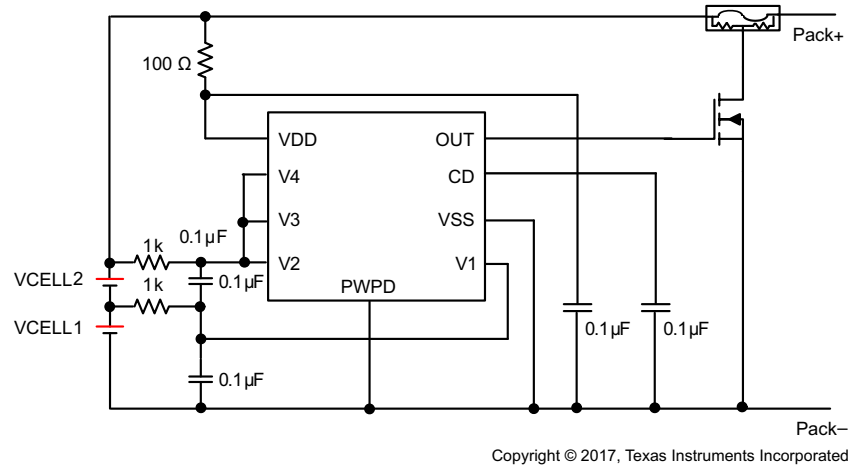 Pack+
100 Ω
VDD
OUT
V4
CD
V3
VSS
0.1µF
1k
V2
V1
VCELL2
0.1µF
1k
PWPD
VCELL1
0.1µF
0.1µF
0.1µF
Pack–
Copyright © 2017, Texas Instruments Incorporated